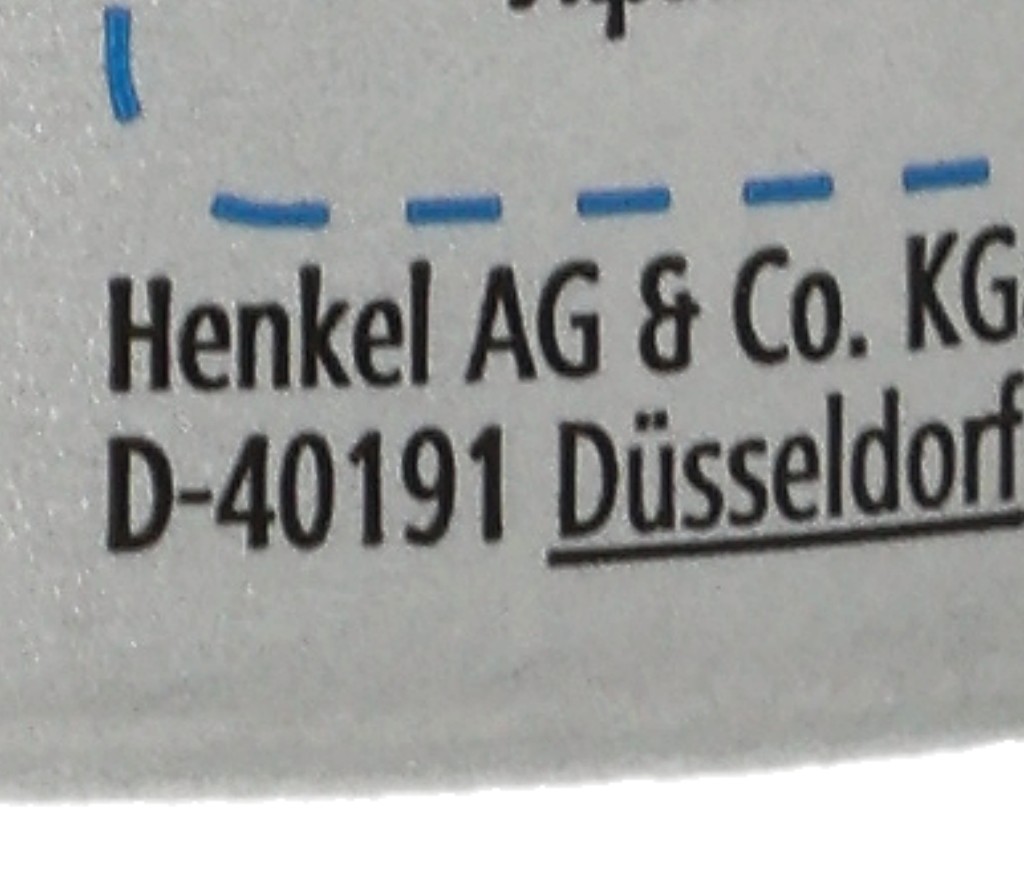 Henkel AG & Co. KG
D-40191 Düsseldorf